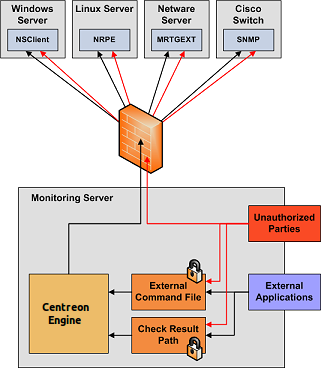 Windows
Server
Linux Server
Netware
Server
Cisco
Switch
NSClient
NRPE
MRTGEXT
SNMP
Monitoring Server
Unauthorized
Parties
External
Command File
External
Applications
Centreon
Engine
Check Result
Path